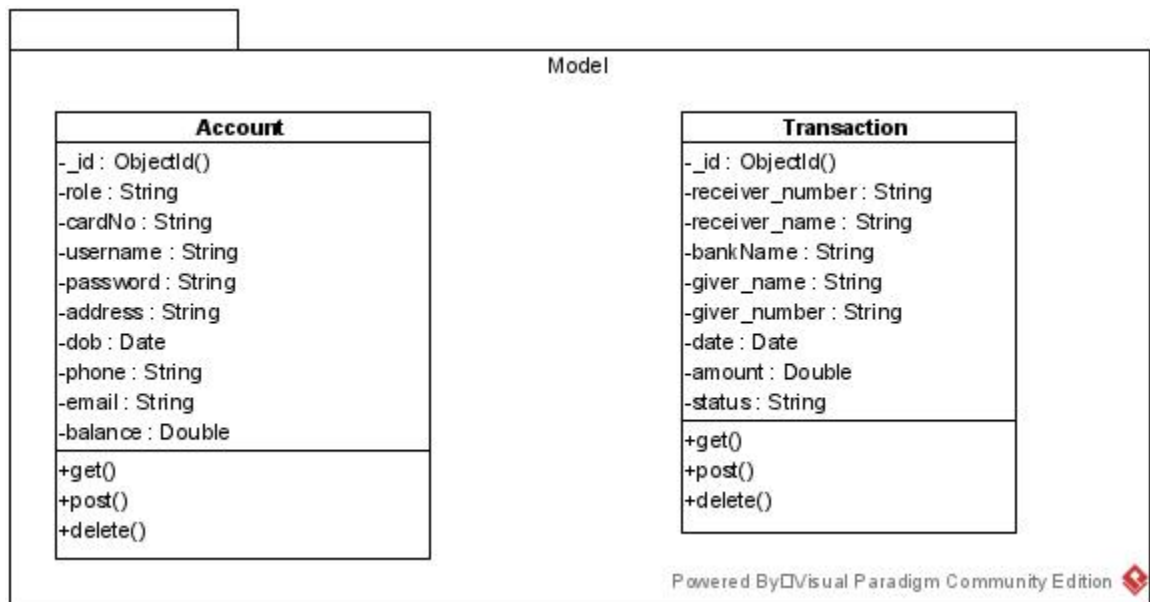 Model
Account
-_id : ObjectId()
-role : String
-cardNo : String
-username : String
-password : String
-address : String
-dob : Date
-phone : String
-email : String
-balance : Double
+get()
+post()
+delete()
Transaction
-_id : ObjectId()
-receiver_number : String
-receiver_name : String
-bankName : String
-giver_name : String
-giver_number : String
-date : Date
-amount : Double
-status : String
+get()
+post()
+delete()
Powered By□Visual Paradigm Community Edition